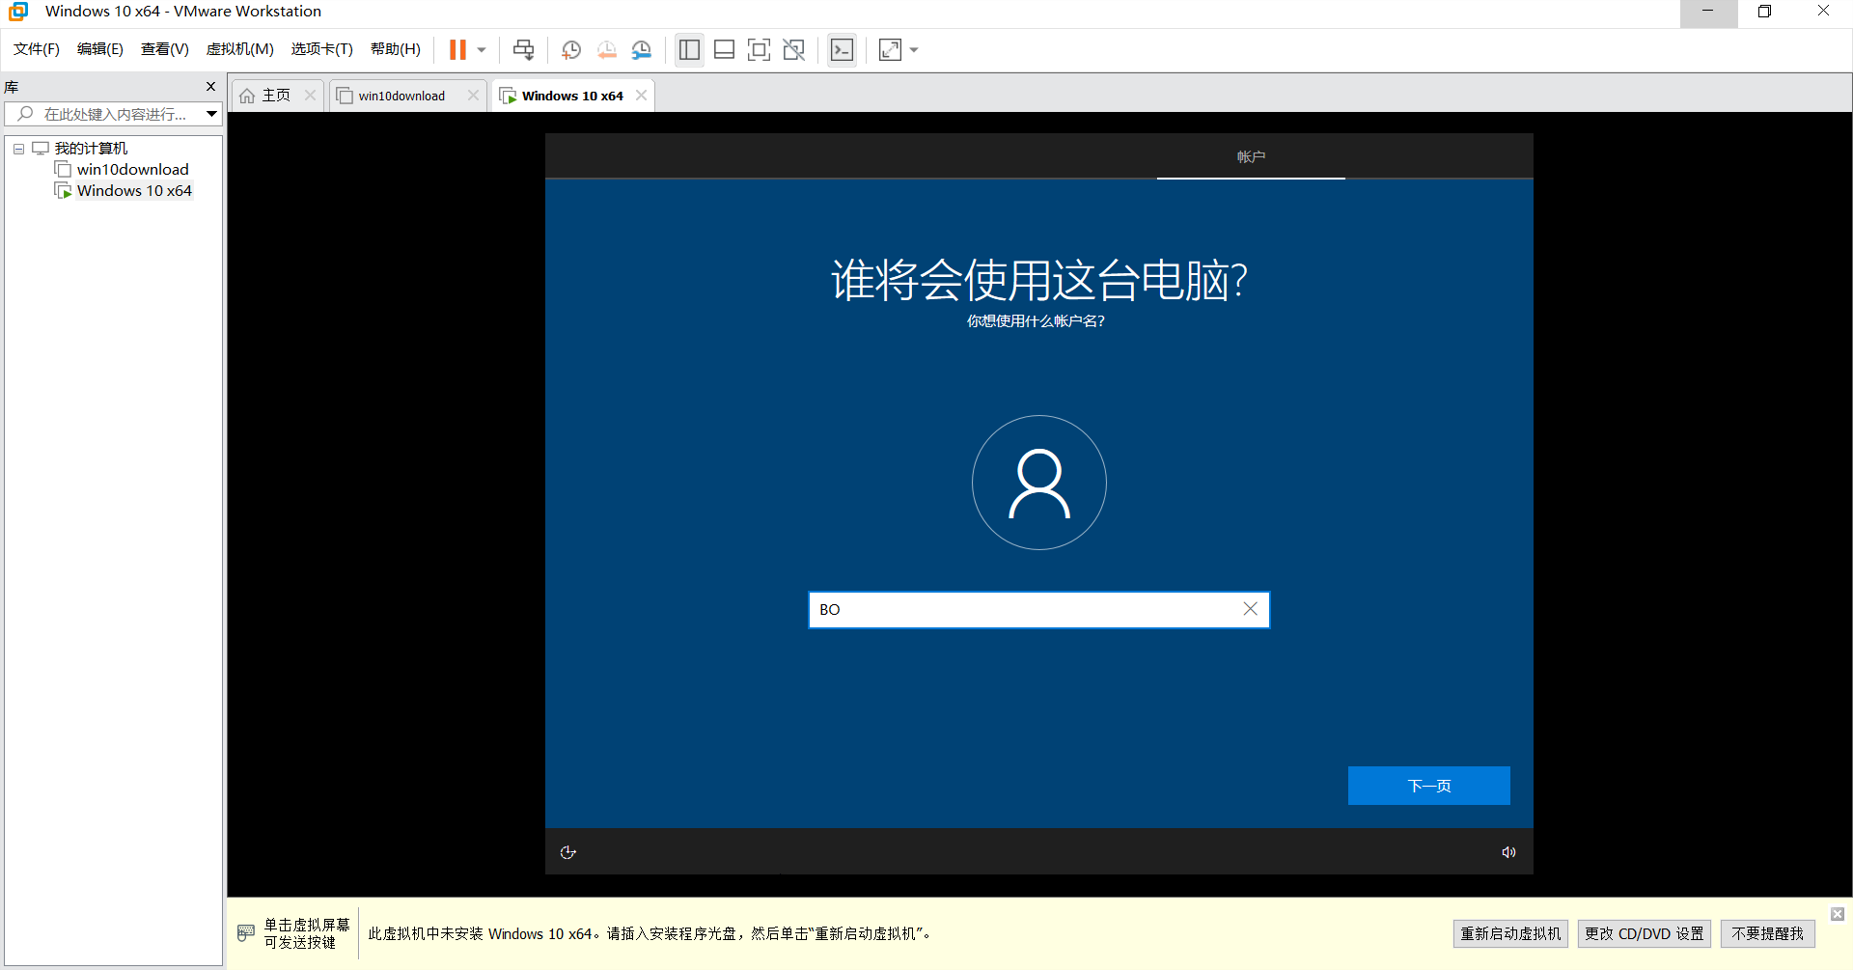 Windows 10 x64 - VMware Workstation
文件(F) 编辑(E) 查看(V) 虚拟机(M) 选项卡(T) 帮助(H)
库
在此处键入内容进行...
我的计算机
win10download
Windows 10 x64
主页
win10download
Windows 10 x64
帐户
谁将会使用这台电脑?
你想使用什么帐户名?
BO
下一页
单击虚拟屏幕
可发送按键
此虚拟机中未安装 Windows 10 x64。请插入安装程序光盘，然后单击“重新启动虚拟机”。
重新启动虚拟机
更改 CD/DVD 设置
不要提醒我